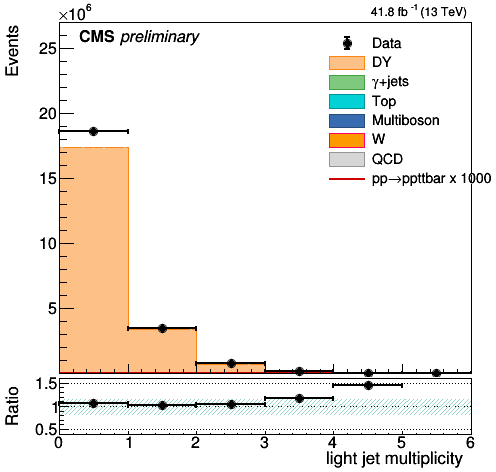 ×10⁶
41.8 fb⁻¹ (13 TeV)
CMS preliminary
Events
25
20
15
10
5
Data
DY
γ+jets
Top
Multiboson
W
QCD
pp→ppttbar x 1000
Ratio
1.5
1
0.5
0 1 2 3 4 5 6
light jet multiplicity